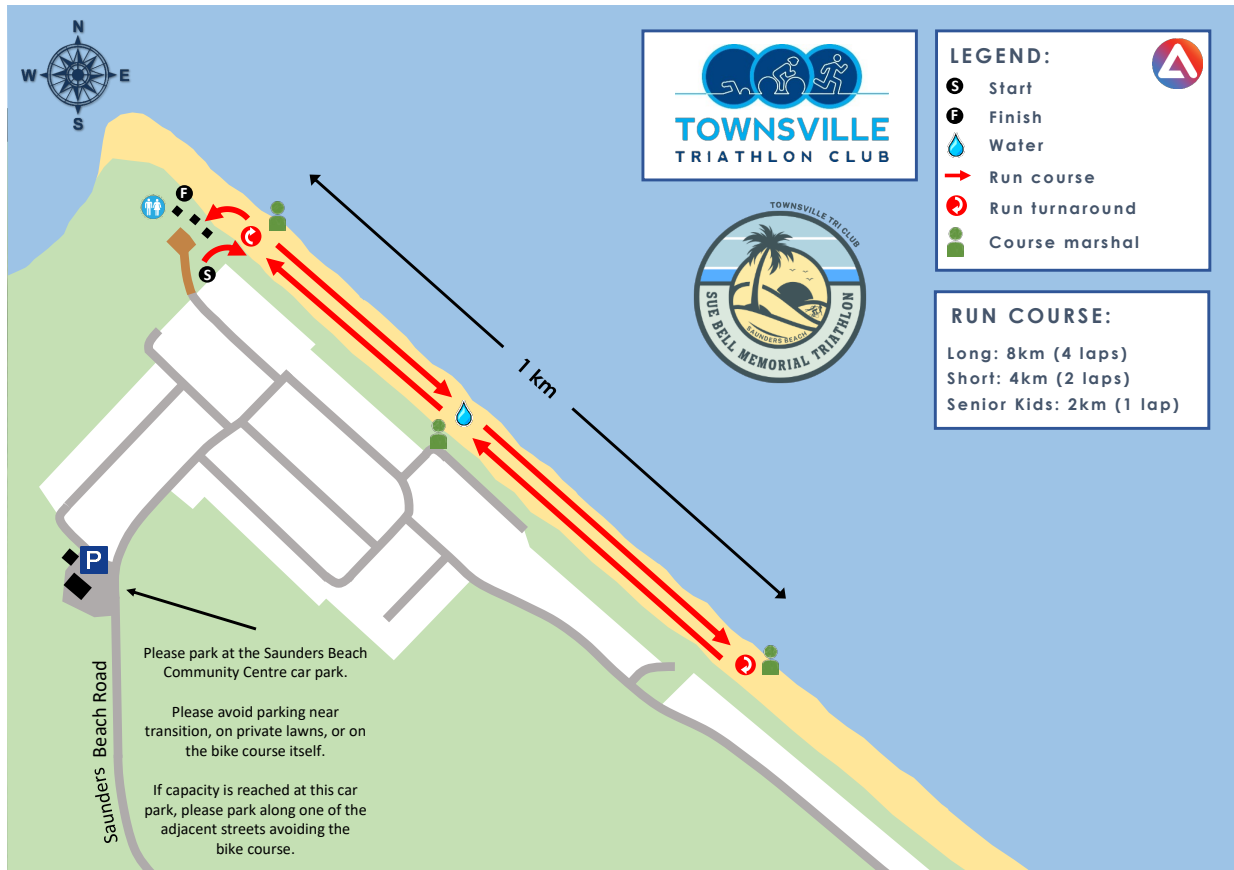 N
W E
S
TOWNSVILLE
TRIATHLON CLUB
LEGEND:
S Start
F Finish
Water
Run course
Run turnaround
Course marshal
TOWNSVILLE TRI CLUB
SAUNDERS BEACH
SUE BELL MEMORIAL TRIATHLON
RUN COURSE:
Long: 8km (4 laps)
Short: 4km (2 laps)
Senior Kids: 2km (1 lap)
F
S
1 km
P
Please park at the Saunders Beach
Community Centre car park.
Please avoid parking near
transition, on private lawns, or on
the bike course itself.
If capacity is reached at this car
park, please park along one of the
adjacent streets avoiding the
bike course.
Saunders Beach Road